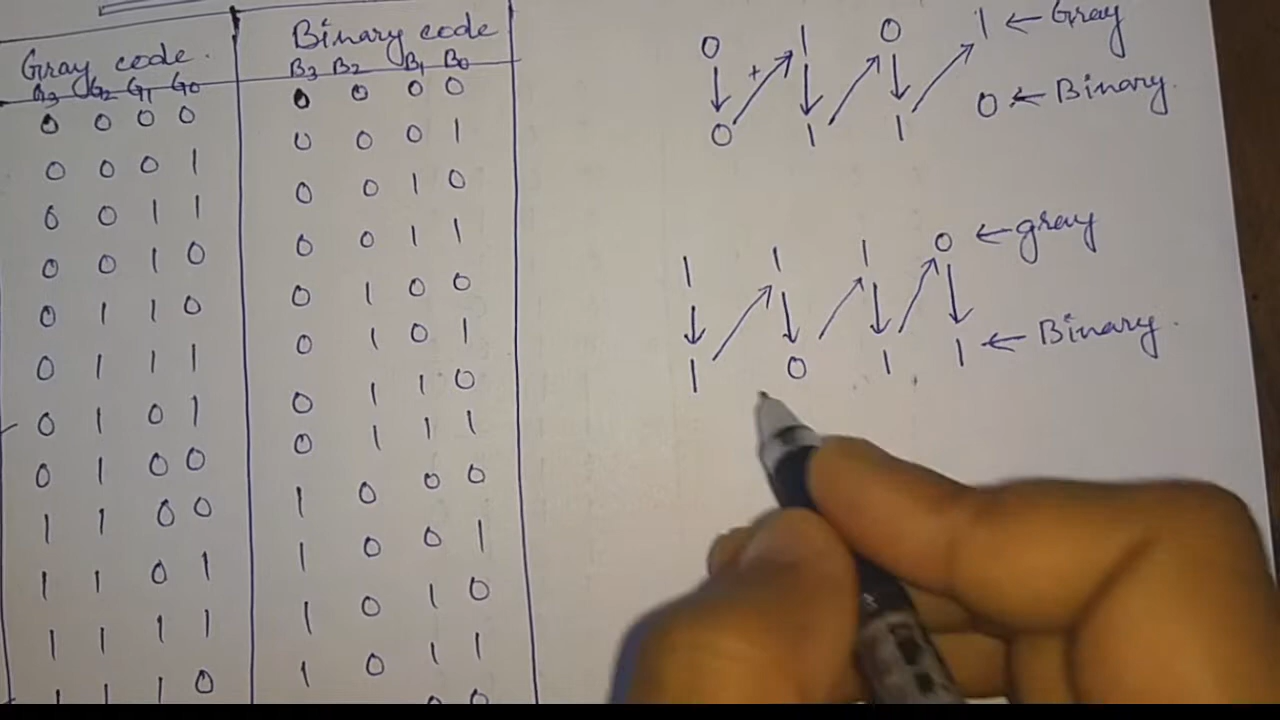 Gray code.
G3 G2 G1 G0
0 0 0 0
0 0 0 1
0 0 1 1
0 0 1 0
0 1 1 0
0 1 1 1
0 1 0 1
0 1 0 0
1 1 0 0
1 1 0 1
1 1 1 1
1 1 1 0
Binary code
B3 B2 B1 B0
0 0 0 0
0 0 0 1
0 0 1 0
0 0 1 1
0 1 0 0
0 1 0 1
0 1 1 0
0 1 1 1
1 0 0 0
1 0 0 1
1 0 1 0
1 0 1 1
0 0
0 1 0 1 ← Gray
+
0 1 1 0 ← Binary.
1 1 1 0 ← gray
1 0 1 1 ← Binary.